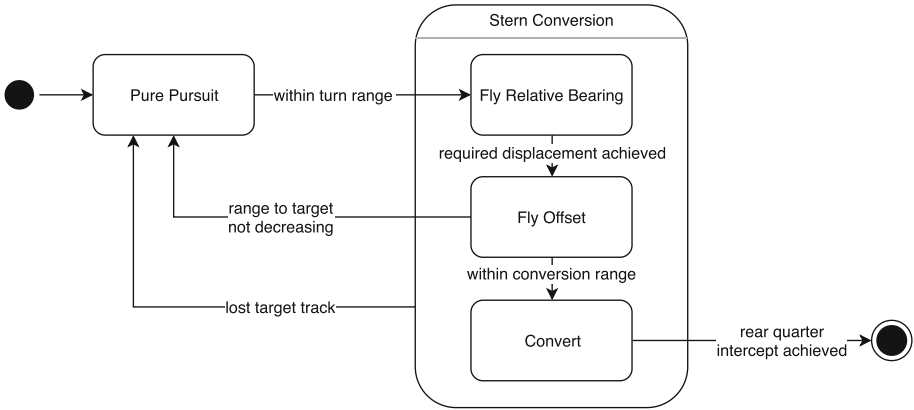 Stern Conversion
Pure Pursuit
within turn range
Fly Relative Bearing
required displacement achieved
range to target
not decreasing
Fly Offset
within conversion range
lost target track
Convert
rear quarter
intercept achieved